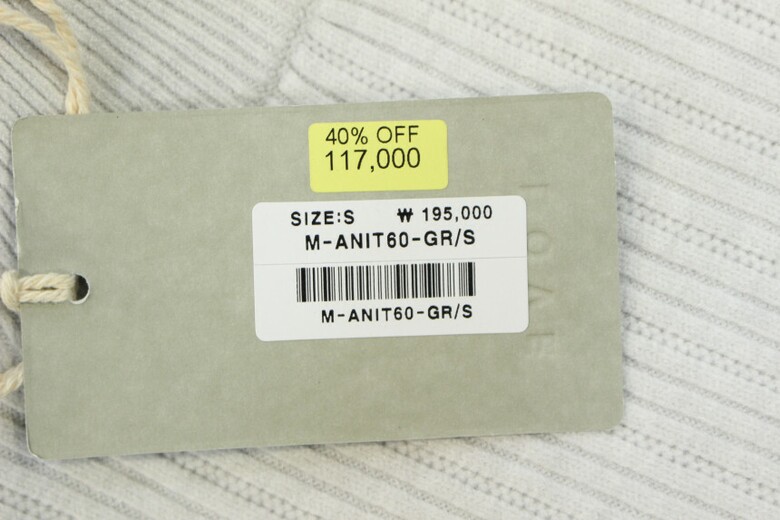 40% OFF
117,000
SIZE:S ₩ 195,000
M-ANIT60-GR/S
M-ANIT60-GR/S